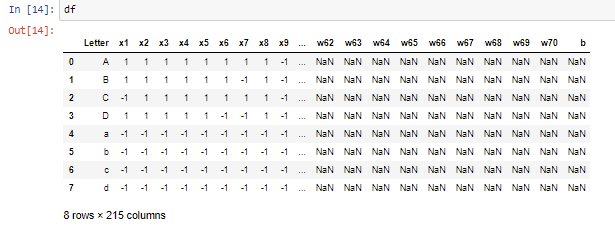 In [14]: df
Out[14]:
Letter x1 x2 x3 x4 x5 x6 x7 x8 x9 ... w62 w63 w64 w65 w66 w67 w68 w69 w70 b
0 A 1 1 1 1 1 1 1 1 -1 ... NaN NaN NaN NaN NaN NaN NaN NaN NaN NaN
1 B 1 1 1 1 1 1 -1 1 -1 ... NaN NaN NaN NaN NaN NaN NaN NaN NaN NaN
2 C -1 1 1 1 1 1 1 1 -1 ... NaN NaN NaN NaN NaN NaN NaN NaN NaN NaN
3 D 1 1 1 1 1 -1 -1 1 -1 ... NaN NaN NaN NaN NaN NaN NaN NaN NaN NaN
4 a -1 -1 -1 -1 -1 -1 -1 -1 -1 ... NaN NaN NaN NaN NaN NaN NaN NaN NaN NaN
5 b -1 -1 -1 -1 -1 -1 -1 -1 -1 ... NaN NaN NaN NaN NaN NaN NaN NaN NaN NaN
6 c -1 -1 -1 -1 -1 -1 -1 -1 -1 ... NaN NaN NaN NaN NaN NaN NaN NaN NaN NaN
7 d -1 -1 -1 -1 -1 -1 -1 -1 -1 ... NaN NaN NaN NaN NaN NaN NaN NaN NaN NaN
8 rows × 215 columns